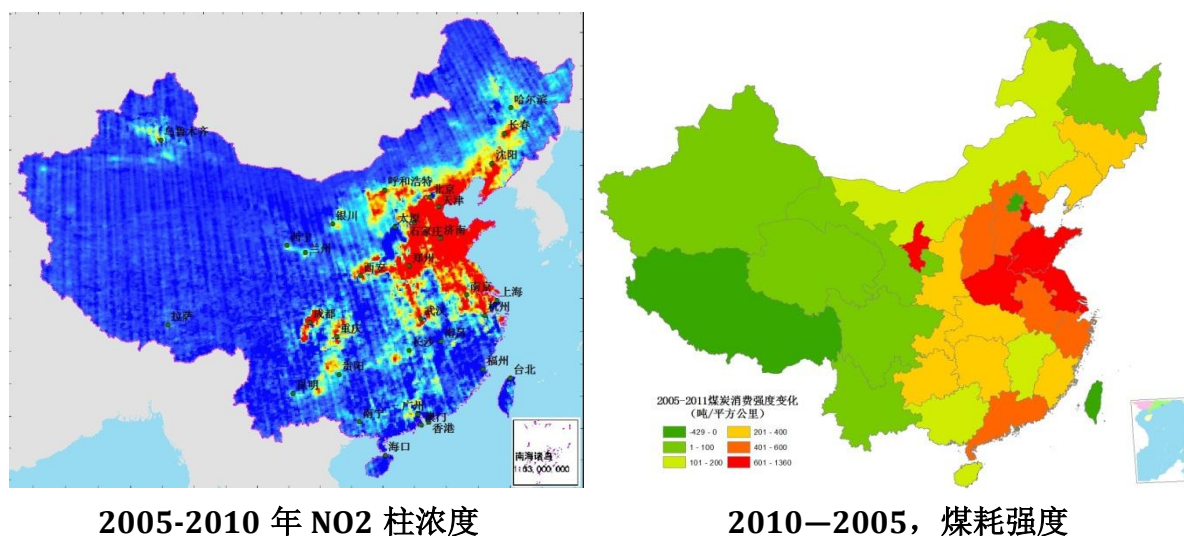 哈尔滨
长春
乌鲁木齐
沈阳
呼和浩特
北京
天津
银川
太原
石家庄
济南
西宁
兰州
西安
郑州
南京
上海
杭州
成都
武汉
拉萨
重庆
南昌
长沙
贵阳
福州
昆明
台北
南宁
广州
澳门
香港
海口
南海诸岛
1:53,000,000
2005-2011煤炭消费强度变化
(吨/平方公里)
-429 - 0
201 - 400
1 - 100
401 - 600
101 - 200
601 - 1360
2005-2010 年 NO2 柱浓度
2010—2005，煤耗强度